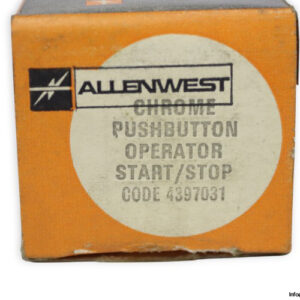 ALLENWEST
CHROME
PUSHBUTTON
OPERATOR
START/STOP
CODE 4397031